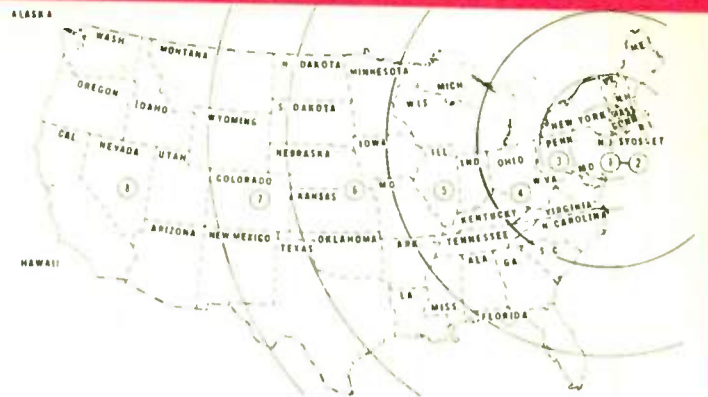 ALASKA
WASH
MONTANA
N. DAKOTA
MINNESOTA
ME
MICH
OREGON
IDAHO
WYOMING
S. DAKOTA
WIS
NEW YORK
N H
MASS
CONN
R I
CAL
NEVADA
UTAH
NEBRASKA
IOWA
ILL
IND
OHIO
PENN
N J
SYOSSET
8
COLORADO
7
KANSAS
6
MO
5
4
W VA
3
MD
1
2
KENTUCKY
VIRGINIA
N CAROLINA
ARIZONA
NEW MEXICO
TEXAS
OKLAHOMA
ARK
TENNESSEE
S C
ALA
GA
HAWAII
LA
MISS
FLORIDA